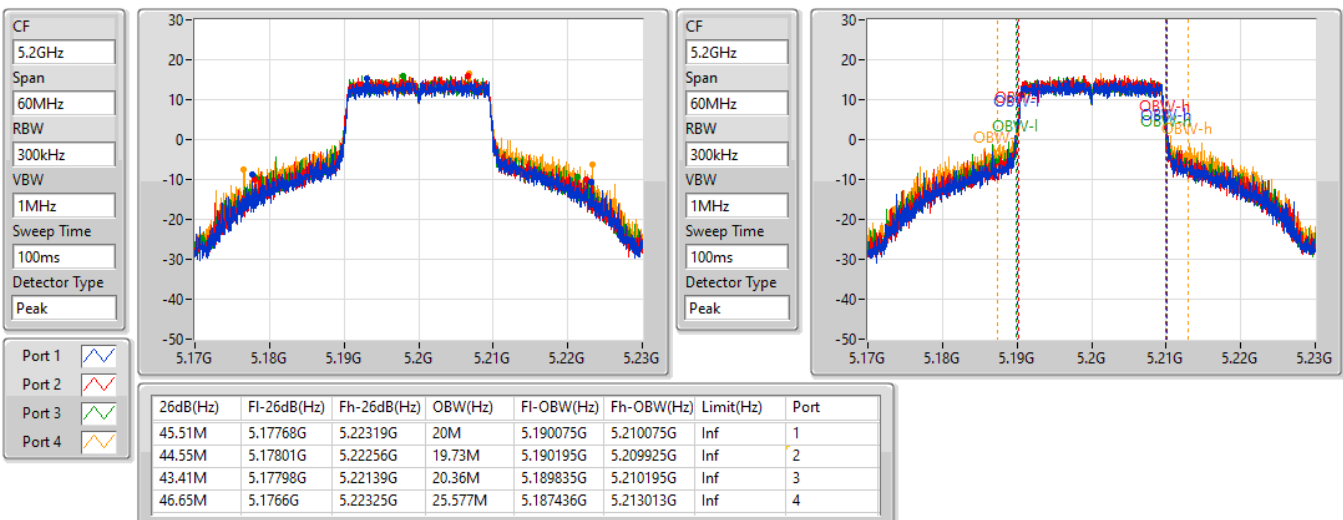 CF
5.2GHz
Span
60MHz
RBW
300kHz
VBW
1MHz
Sweep Time
100ms
Detector Type
Peak
30
20
10
0
-10
-20
-30
-40
-50
5.17G 5.18G 5.19G 5.2G 5.21G 5.22G 5.23G
CF
5.2GHz
Span
60MHz
RBW
300kHz
VBW
1MHz
Sweep Time
100ms
Detector Type
Peak
30
20
10
0
-10
-20
-30
-40
-50
OBW-h
OBW-h
OBW-l
OBW-h
5.17G 5.18G 5.19G 5.2G 5.21G 5.22G 5.23G
Port 1
Port 2
Port 3
Port 4
26dB(Hz) Fl-26dB(Hz) Fh-26dB(Hz) OBW(Hz) Fl-OBW(Hz) Fh-OBW(Hz) Limit(Hz) Port
45.51M 5.17768G 5.22319G 20M 5.190075G 5.210075G Inf 1
44.55M 5.17801G 5.22256G 19.73M 5.190195G 5.209925G Inf 2
43.41M 5.17798G 5.22139G 20.36M 5.189835G 5.210195G Inf 3
46.65M 5.1766G 5.22325G 25.577M 5.187436G 5.213013G Inf 4